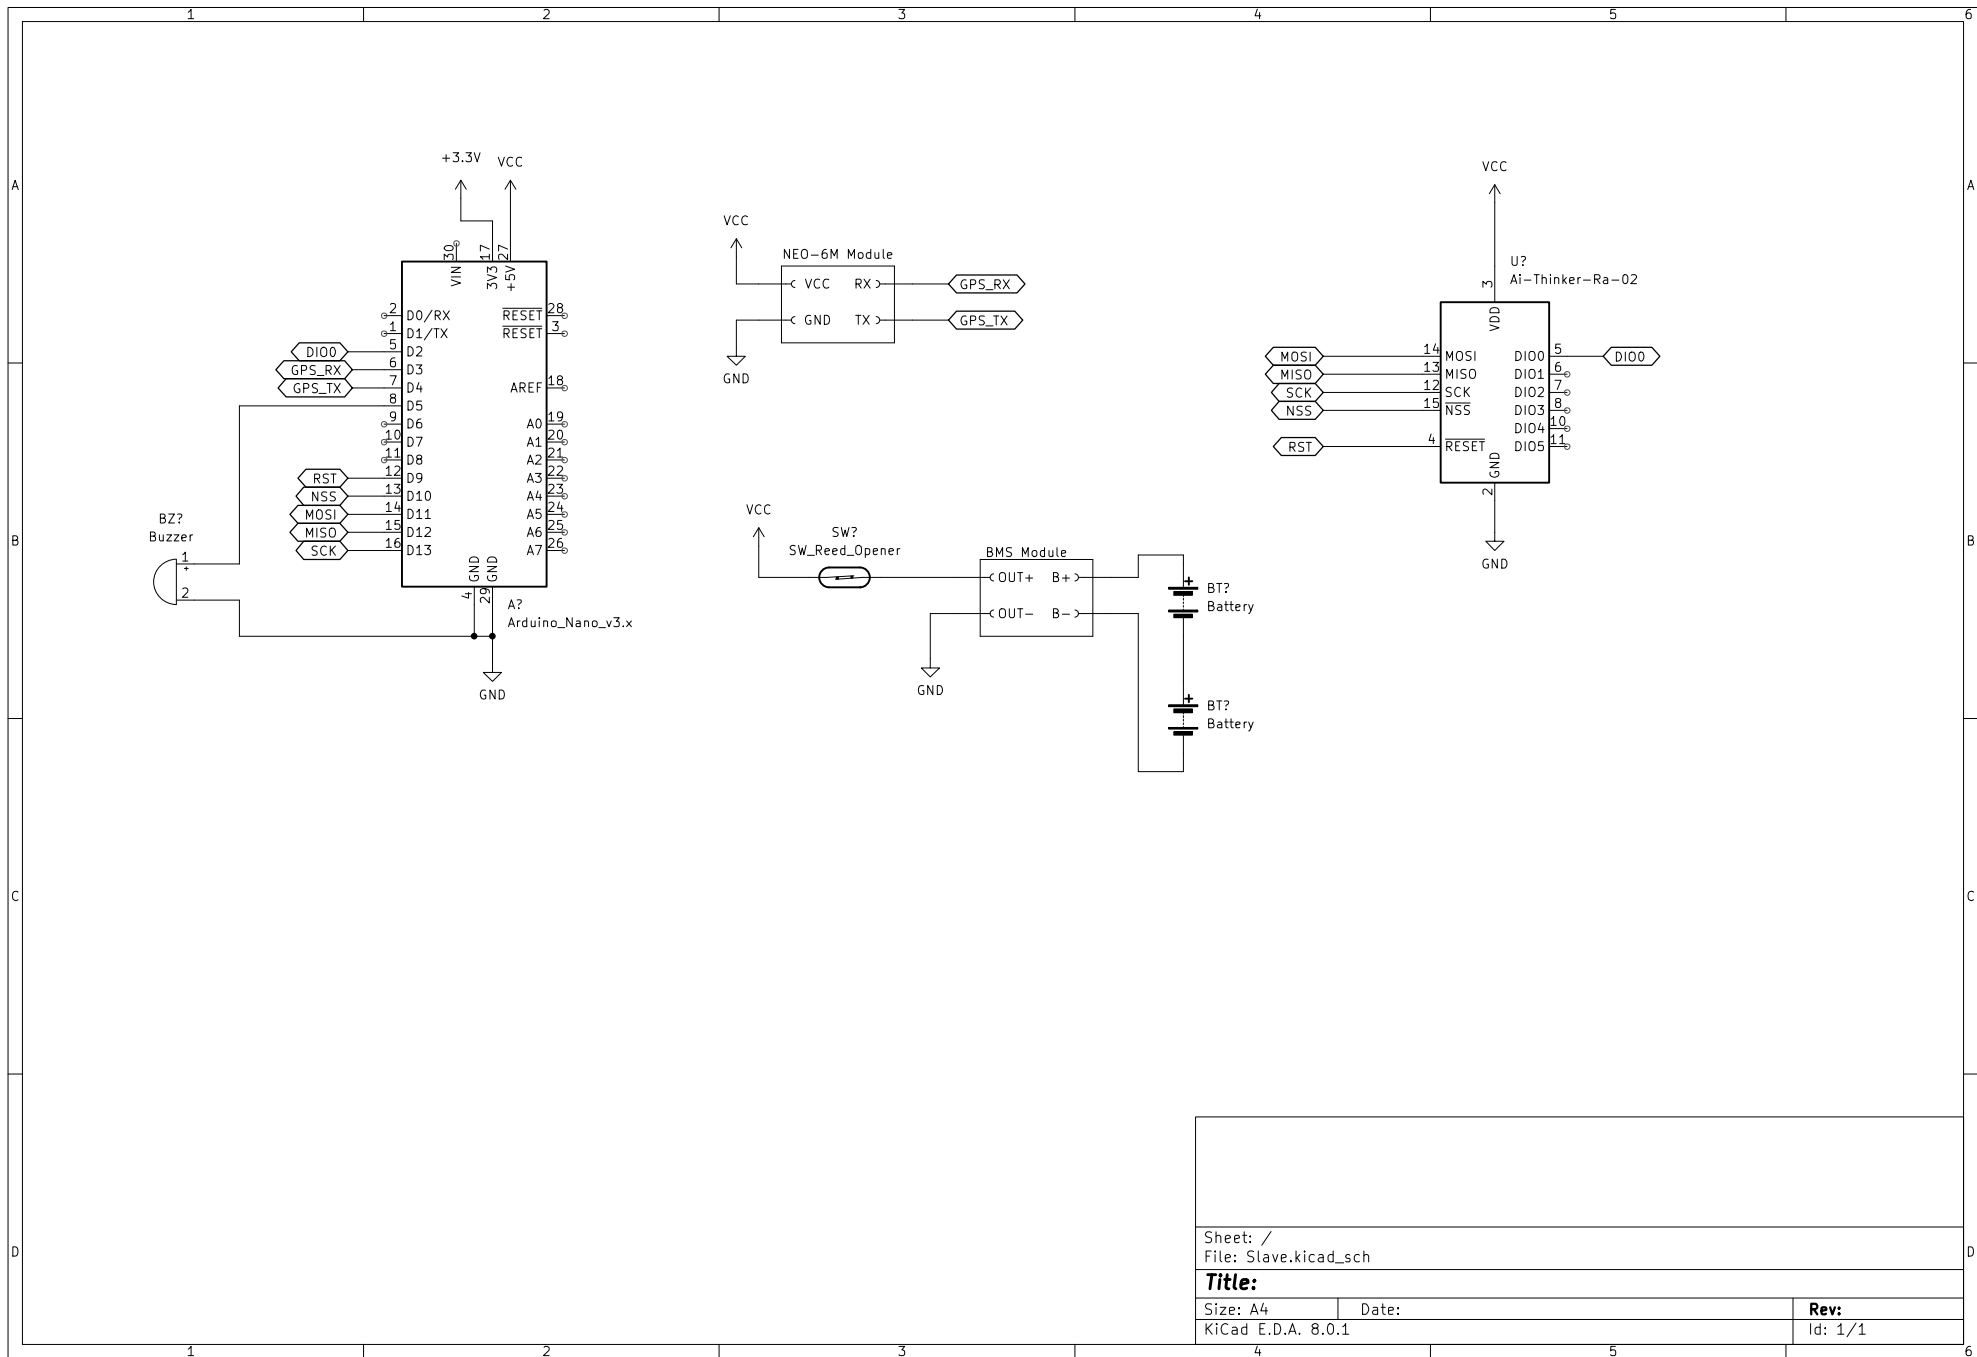 1 2 3 4 5 6
A A
B B
C C
D D
+3.3V VCC
30 17 27
VIN 3V3 +5V
2 D0/RX RESET 28
1 D1/TX RESET 3
DIO0 5 D2
GPS_RX 6 D3
GPS_TX 7 D4 AREF 18
8 D5
9 D6 A0 19
10 D7 A1 20
11 D8 A2 21
RST 12 D9 A3 22
NSS 13 D10 A4 23
MOSI 14 D11 A5 24
MISO 15 D12 A6 25
SCK 16 D13 A7 26
GND GND
4 29
A?
Arduino_Nano_v3.x
GND
BZ?
Buzzer
1
+
2
VCC
NEO-6M Module
VCC RX GPS_RX
GND TX GPS_TX
GND
VCC
SW?
SW_Reed_Opener
BMS Module
OUT+ B+
OUT- B-
GND
+
BT?
Battery
+
BT?
Battery
VCC
U?
Ai-Thinker-Ra-02
3
VDD
MOSI 14 MOSI DIO0 5 DIO0
MISO 13 MISO DIO1 6
SCK 12 SCK DIO2 7
NSS 15 NSS DIO3 8
DIO4 10
RST 4 RESET DIO5 11
GND
2
GND
Sheet: /
File: Slave.kicad_sch
Title:
Size: A4 Date: Rev:
KiCad E.D.A. 8.0.1 Id: 1/1
1 2 3 4 5 6